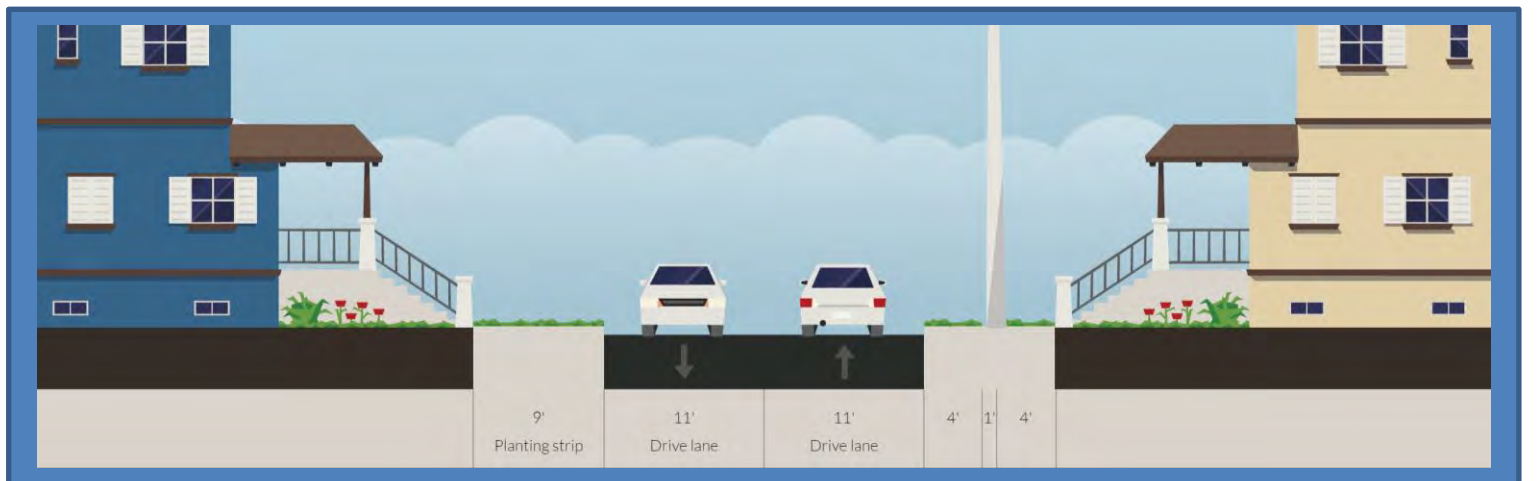 9' 11' 11' 4' 1' 4'
Planting strip Drive lane Drive lane